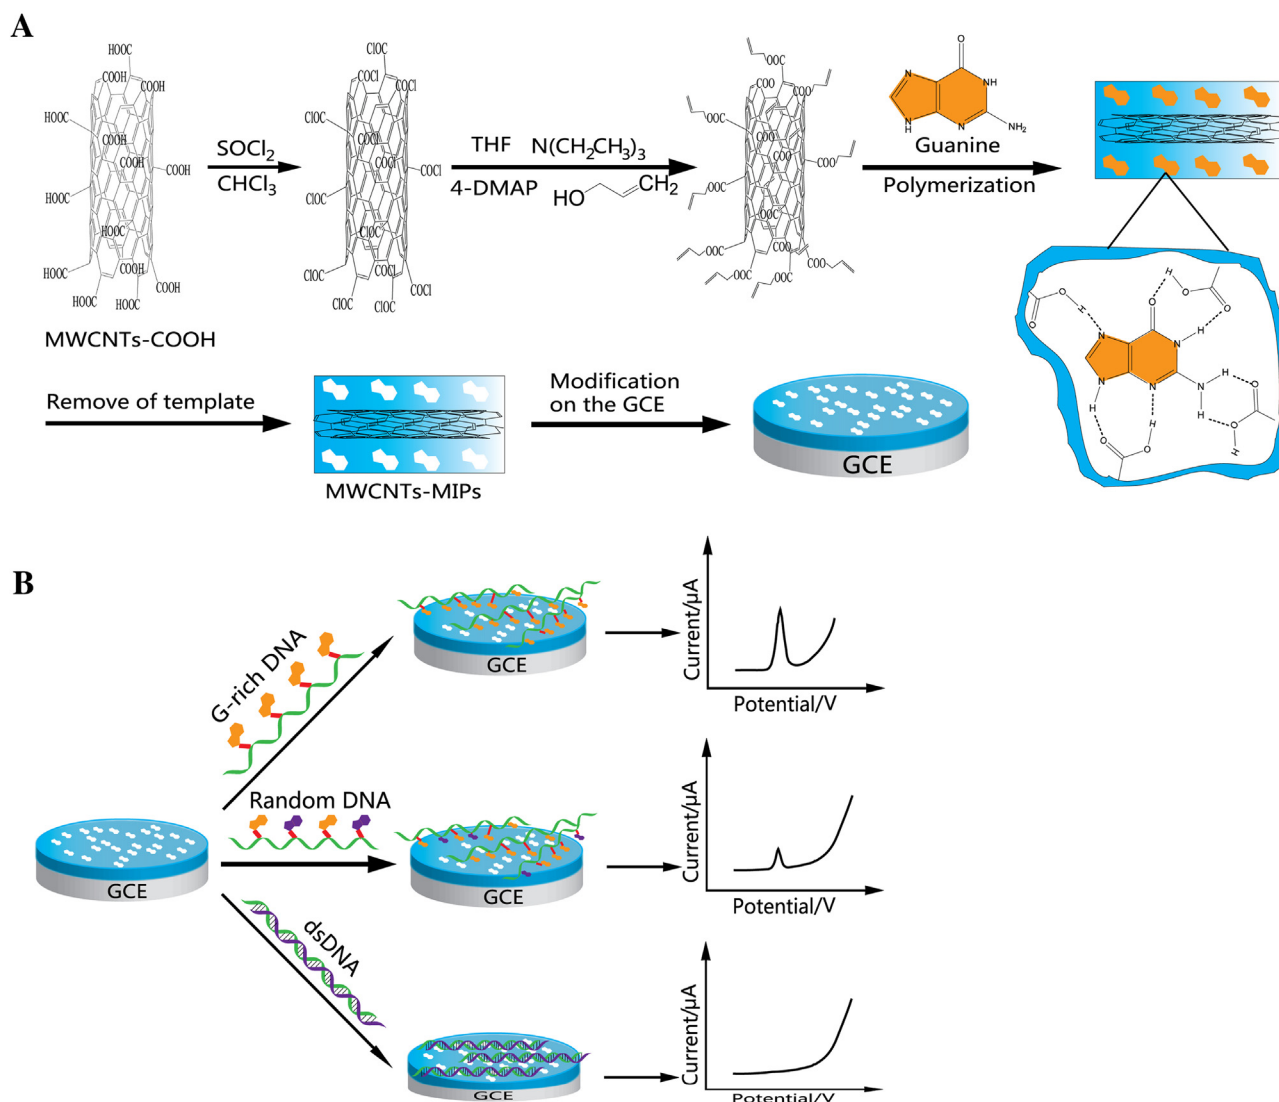 A
HOOC
COOH
COOH
HOOC
COOH
COOH
COOH
HOOC
HOOC
HOOC
COOH
COOH
HOOC
HOOC
MWCNTs-COOH
SOCl2
CHCl3
ClOC
COCl
COCl
ClOC
COCl
COCl
ClOC
ClOC
ClOC
COCl
COCl
ClOC
ClOC
THF N(CH2CH3)3
4-DMAP HO CH2
OOC
COO
COO
OOC
COO
COO
OOC
OOC
COO
OOC
OOC
OOC
COO
O
N
NH
N
H
N
NH2
Guanine
Polymerization
H
O
O
O
H
O
O
N
N
H
N
H
N
N
H
H
O
O
H
H
O
O
Remove of template
MWCNTs-MIPs
Modification
on the GCE
GCE
B
G-rich DNA
GCE
Current/μA
Potential/V
GCE
Random DNA
GCE
Current/μA
Potential/V
dsDNA
GCE
Current/μA
Potential/V